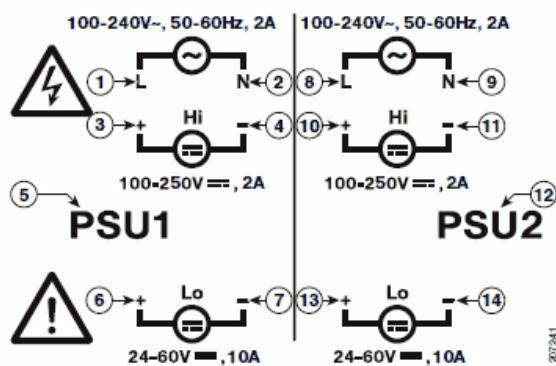 100-240V~, 50-60Hz, 2A 100-240V~, 50-60Hz, 2A
1 L N 2 8 L N 9
3 + Hi - 4 10 + Hi - 11
100-250V ⎓, 2A 100-250V ⎓, 2A
5 12
PSU1 PSU2
6 + Lo - 7 13 + Lo - 14
24-60V ⎓, 10A 24-60V ⎓, 10A
207241